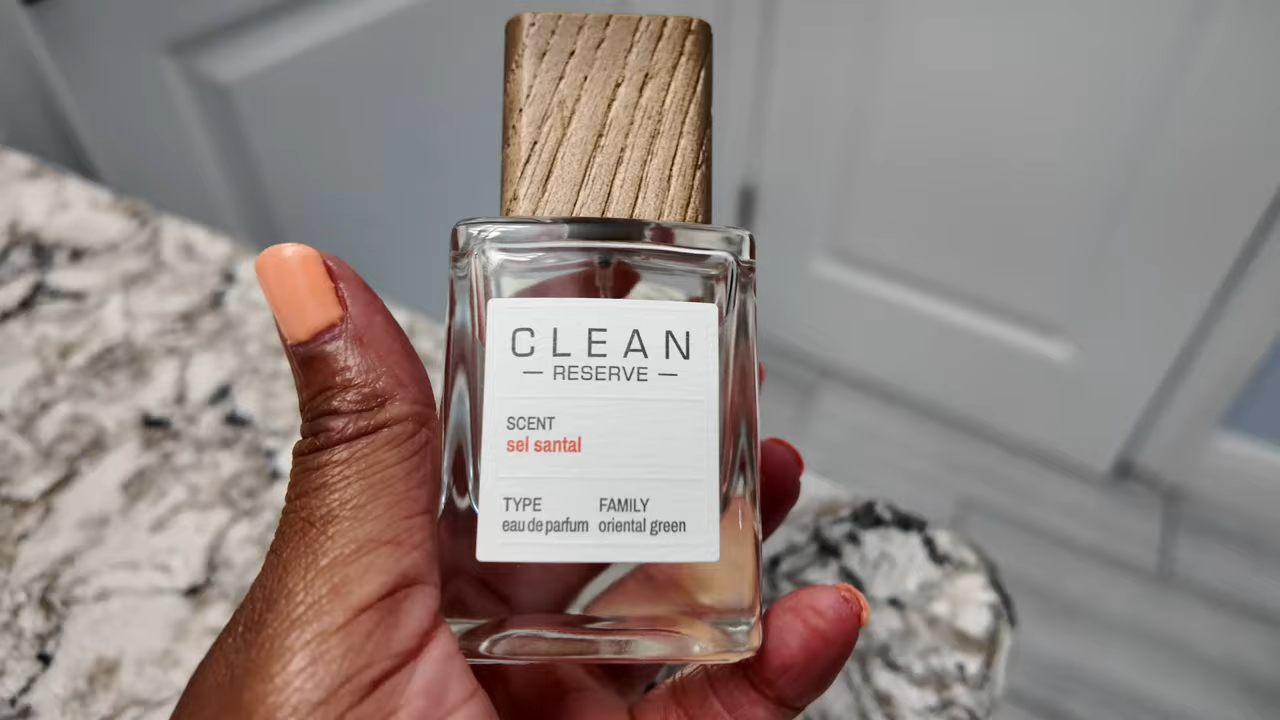 CLEAN
— RESERVE —
SCENT
sel santal
TYPE FAMILY
eau de parfum oriental green